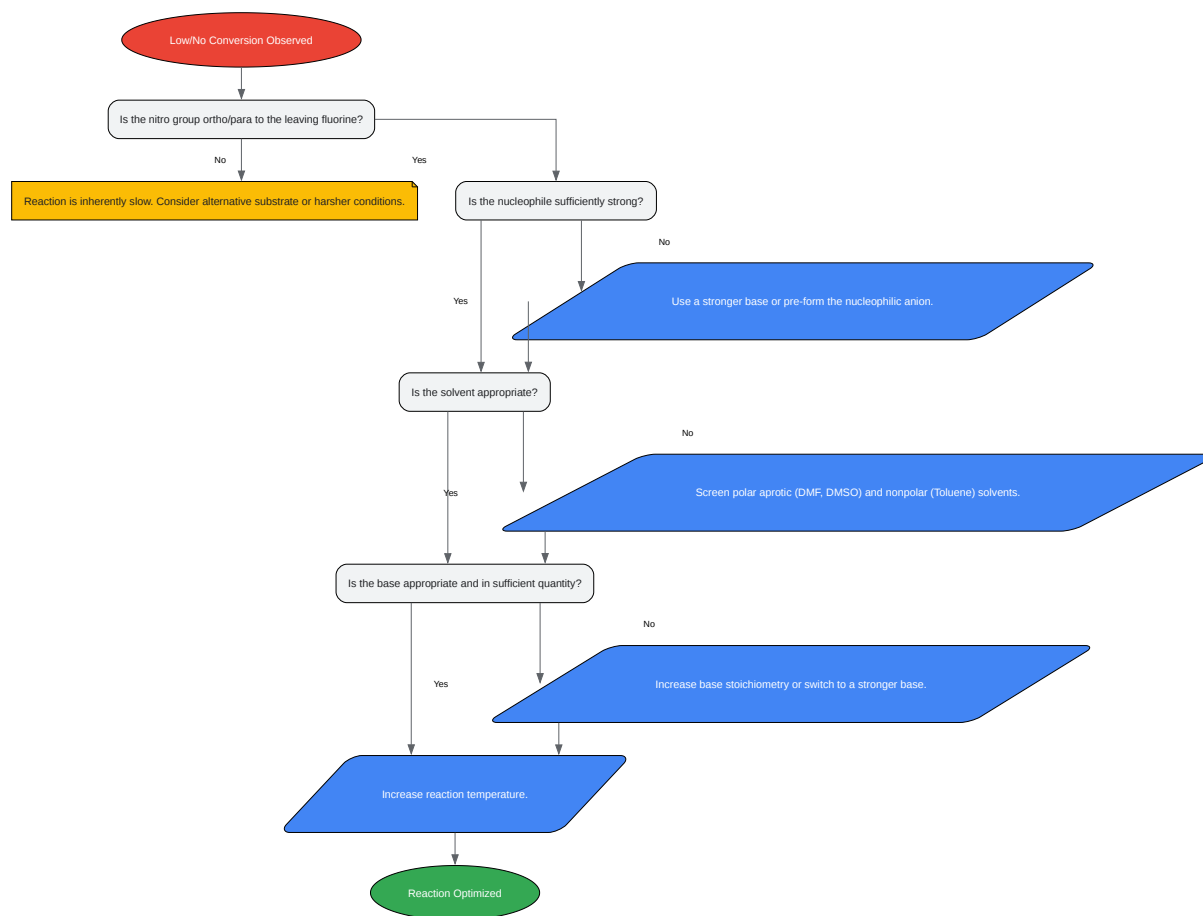 Low/No Conversion Observed
Is the nitro group ortho/para to the leaving fluorine?
No
Yes
Reaction is inherently slow. Consider alternative substrate or harsher conditions.
Is the nucleophile sufficiently strong?
No
Yes
Use a stronger base or pre-form the nucleophilic anion.
Is the solvent appropriate?
No
Yes
Screen polar aprotic (DMF, DMSO) and nonpolar (Toluene) solvents.
Is the base appropriate and in sufficient quantity?
No
Yes
Increase base stoichiometry or switch to a stronger base.
Increase reaction temperature.
Reaction Optimized